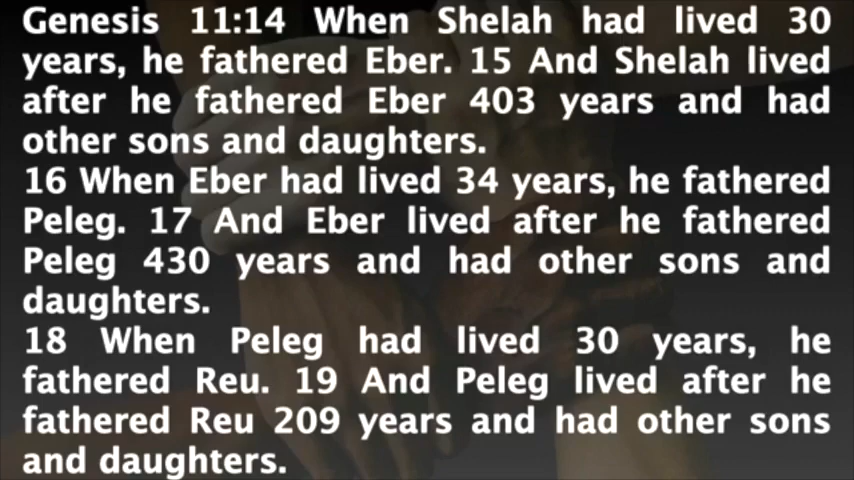 Genesis 11:14 When Shelah had lived 30
years, he fathered Eber. 15 And Shelah lived
after he fathered Eber 403 years and had
other sons and daughters.
16 When Eber had lived 34 years, he fathered
Peleg. 17 And Eber lived after he fathered
Peleg 430 years and had other sons and
daughters.
18 When Peleg had lived 30 years, he
fathered Reu. 19 And Peleg lived after he
fathered Reu 209 years and had other sons
and daughters.